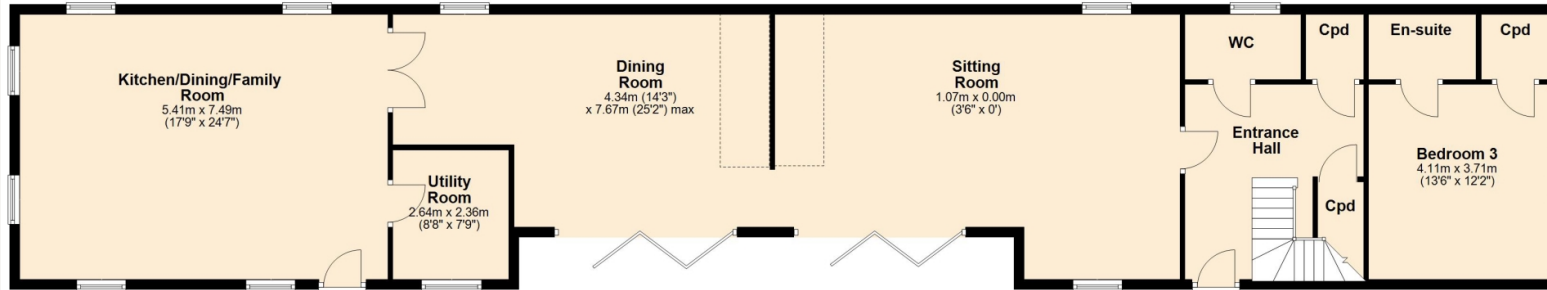 Kitchen/Dining/Family
Room
5.41m x 7.49m
(17'9" x 24'7")
Utility
Room
2.64m x 2.36m
(8'8" x 7'9")
Dining
Room
4.34m (14'3")
x 7.67m (25'2") max
Sitting
Room
1.07m x 0.00m
(3'6" x 0')
WC
Cpd
Entrance
Hall
Cpd
En-suite
Cpd
Bedroom 3
4.11m x 3.71m
(13'6" x 12'2")